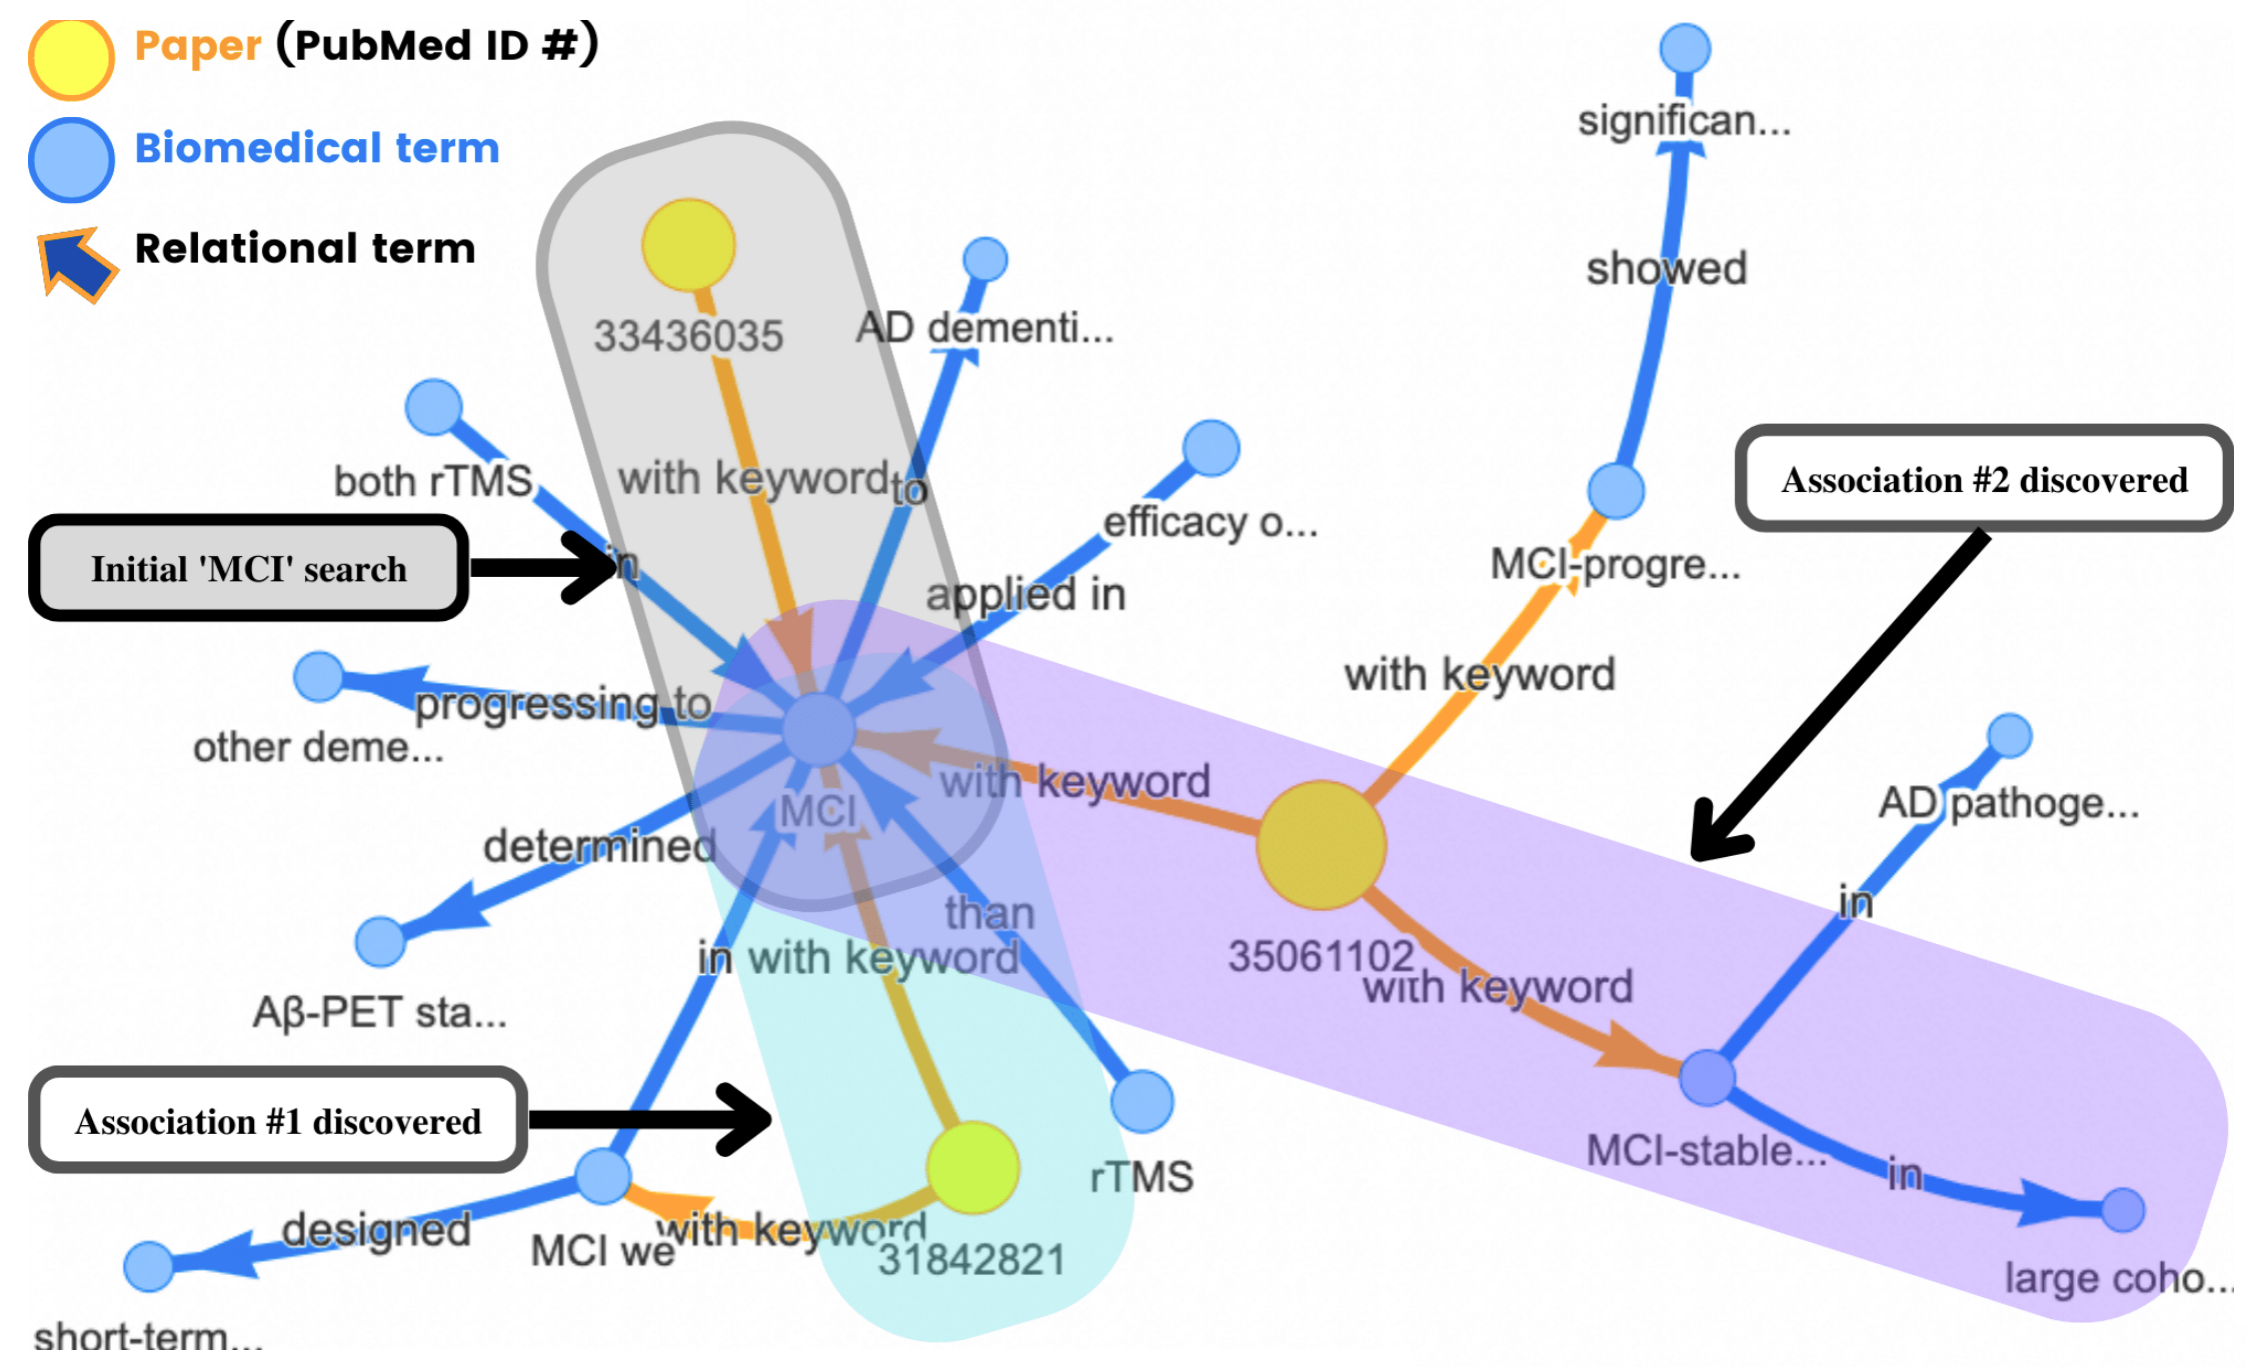 Paper (PubMed ID #)
Biomedical term
Relational term
significan...
showed
33436035
AD dementi...
both rTMS
with keyword
to
efficacy o...
Association #2 discovered
Initial 'MCI' search
in
applied in
MCI-progre...
with keyword
progressing to
other deme...
with keyword
MCI
AD pathoge...
determined
in
than
in
with keyword
35061102
with keyword
Aβ-PET sta...
Association #1 discovered
MCI-stable...
in
rTMS
designed
with keyword
MCI we
31842821
large coho...
short-term...